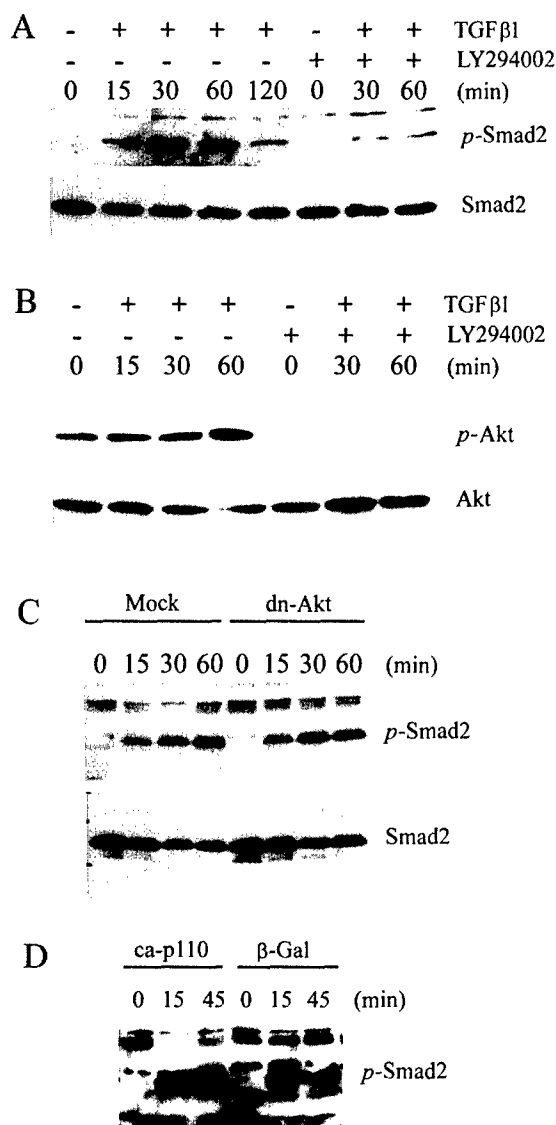 A - + + + + - + + TGFβ1
- - - - - + + + LY294002
0 15 30 60 120 0 30 60 (min)
p-Smad2
Smad2
B - + + + - + + TGFβ1
- - - - + + + LY294002
0 15 30 60 0 30 60 (min)
p-Akt
Akt
C Mock dn-Akt
0 15 30 60 0 15 30 60 (min)
p-Smad2
Smad2
D ca-p110 β-Gal
0 15 45 0 15 45 (min)
p-Smad2